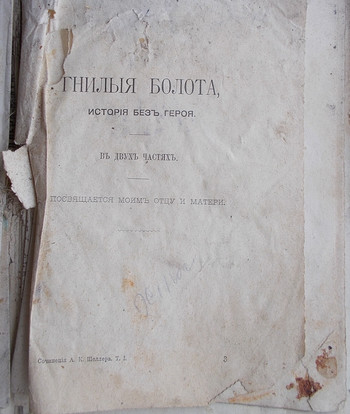 ГНИЛЫЯ БОЛОТА,
ИСТОРІЯ БЕЗЪ ГЕРОЯ.
ВЪ ДВУХЪ ЧАСТЯХЪ.
ПОСВЯЩАЕТСЯ МОИМЪ ОТЦУ И МАТЕРИ.
Сочиненія А. К. Шеллера. Т. I.
3